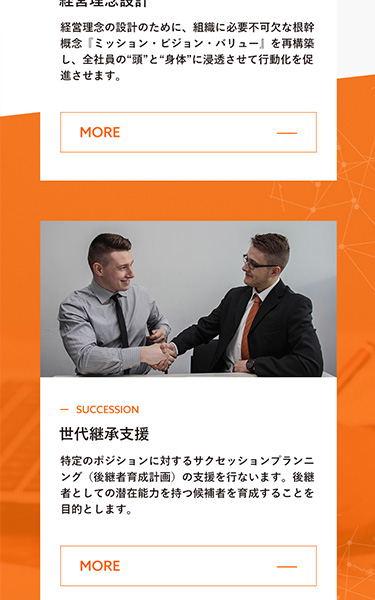 経営理念設計
経営理念の設計のために、組織に必要不可欠な根幹
概念『ミッション・ビジョン・バリュー』を再構築
し、全社員の“頭”と“身体”に浸透させて行動化を促
進させます。
MORE
SUCCESSION
世代継承支援
特定のポジションに対するサクセッションプランニ
ング（後継者育成計画）の支援を行ないます。後継
者としての潜在能力を持つ候補者を育成することを
目的とします。
MORE